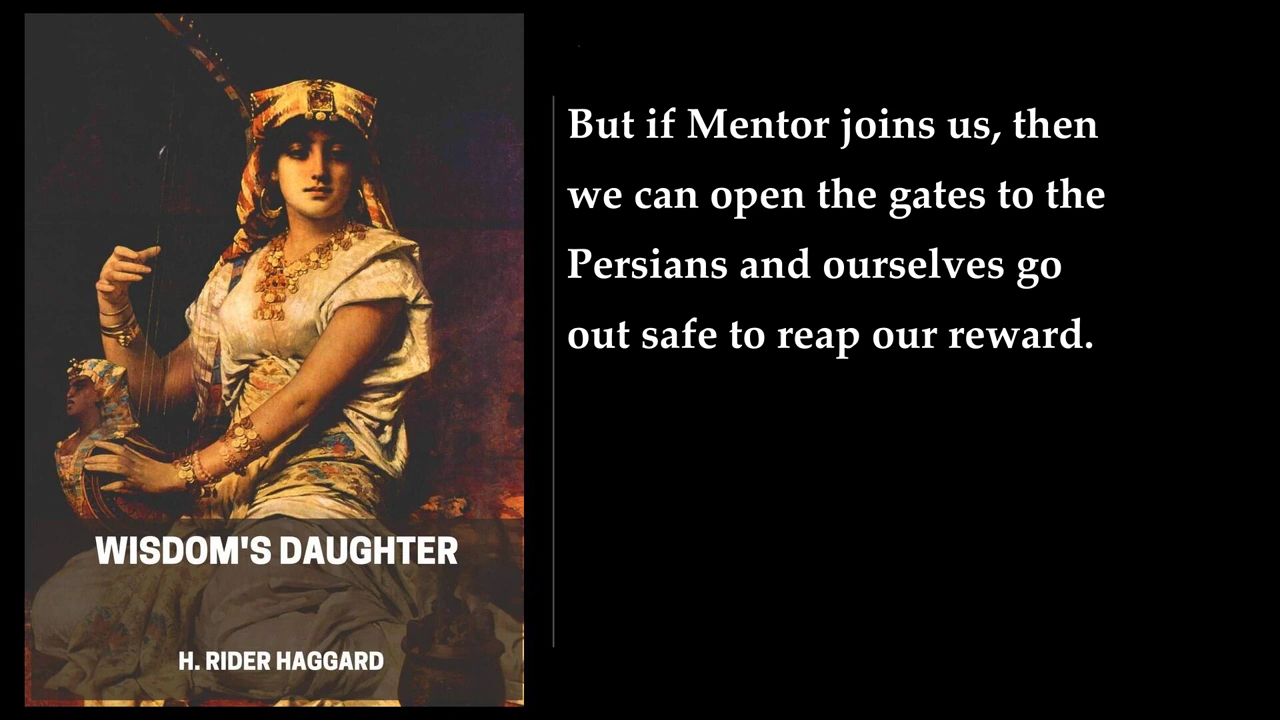 WISDOM'S DAUGHTER
H. RIDER HAGGARD
But if Mentor joins us, then
we can open the gates to the
Persians and ourselves go
out safe to reap our reward.